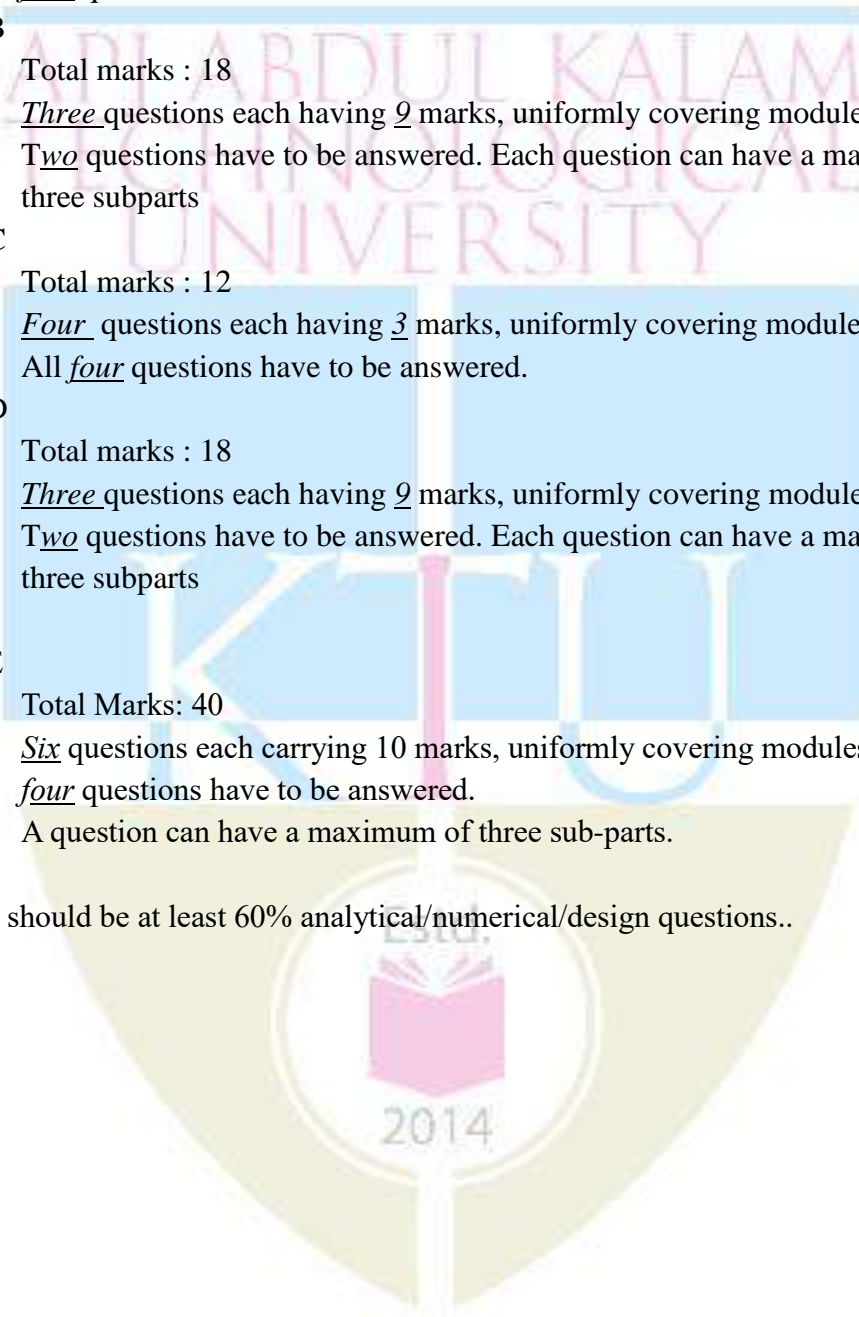 B
API ABDUL KALAM
Total marks : 18
Three questions each having 9 marks, uniformly covering module
TECHNOLOGICAL
Two questions have to be answered. Each question can have a ma
three subparts
UNIVERSITY
C
Total marks : 12
Four questions each having 3 marks, uniformly covering module
All four questions have to be answered.
D
Total marks : 18
Three questions each having 9 marks, uniformly covering module
Two questions have to be answered. Each question can have a ma
three subparts
KTU
E
Total Marks: 40
Six questions each carrying 10 marks, uniformly covering modules
four questions have to be answered.
A question can have a maximum of three sub-parts.
should be at least 60% analytical/numerical/design questions..
Estd.
2014